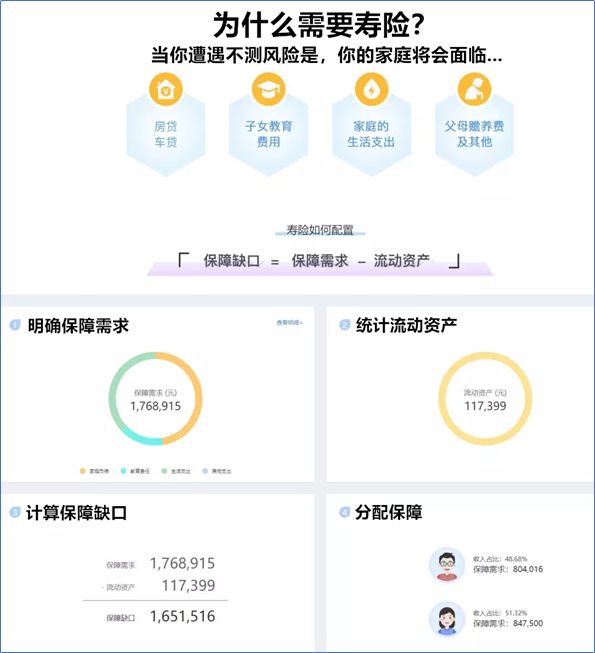 为什么需要寿险?
当你遭遇不测风险是，你的家庭将会面临...
房贷
车贷
子女教育
费用
家庭的
生活支出
父母赡养费
及其他
寿险如何配置
「 保障缺口 = 保障需求 - 流动资产 」
1 明确保障需求
查看明细>
保障需求 (元)
1,768,915
家庭负债 教育责任 生活支出 其他支出
2 统计流动资产
流动资产 (元)
117,399
3 计算保障缺口
保障需求 1,768,915
- 流动资产 117,399
保障缺口 1,651,516
4 分配保障
收入占比: 48.68%
保障需求: 804,016
收入占比: 51.32%
保障需求: 847,500